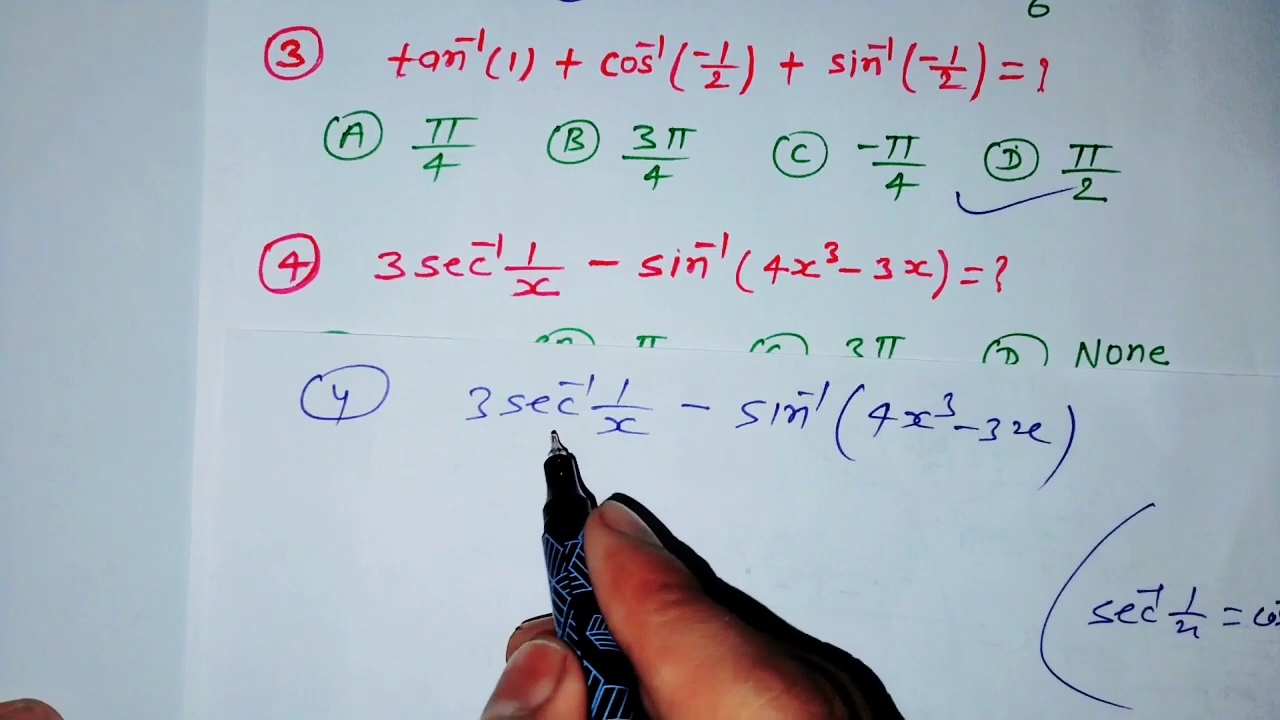 6
③ tan⁻¹(1) + cos⁻¹(-1/2) + sin⁻¹(-1/2) = ?
Ⓐ π/4 Ⓑ 3π/4 Ⓒ -π/4 Ⓓ π/2
④ 3sec⁻¹ 1/x - sin⁻¹(4x³-3x) = ?
π Ⓓ None
④ 3sec⁻¹ 1/x - sin⁻¹(4x³-3x)
(sec⁻¹ 1/x =